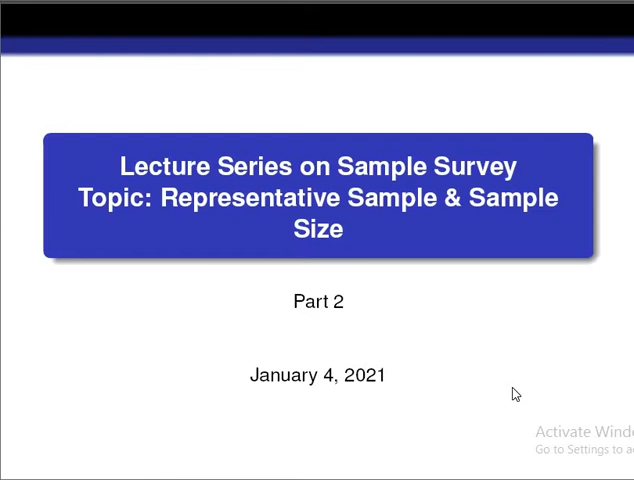 Lecture Series on Sample Survey
Topic: Representative Sample & Sample
Size
Part 2
January 4, 2021
Activate
Go to Settings to